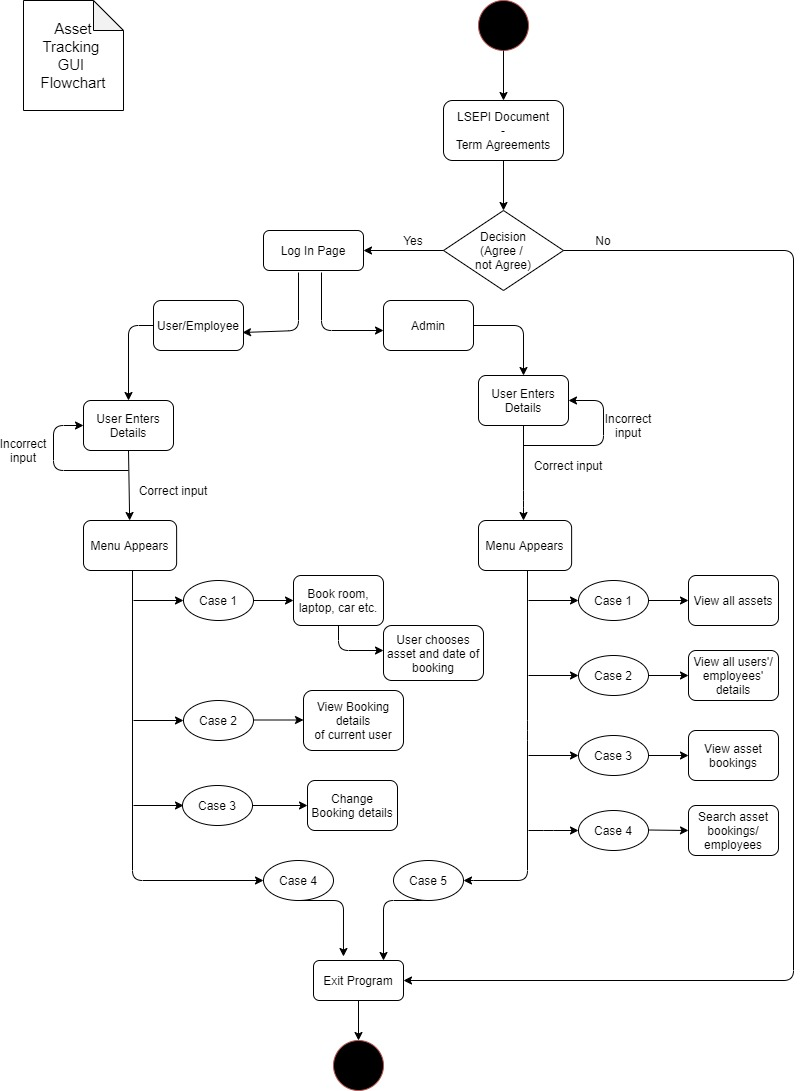 Asset
Tracking
GUI
Flowchart
LSEPI Document
-
Term Agreements
Decision
(Agree /
not Agree)
Yes
No
Log In Page
User/Employee
Admin
User Enters
Details
User Enters
Details
Incorrect
input
Incorrect
input
Correct input
Correct input
Menu Appears
Menu Appears
Case 1
Book room,
laptop, car etc.
User chooses
asset and date of
booking
Case 2
View Booking
details
of current user
Case 3
Change
Booking details
Case 4
Case 1
View all assets
Case 2
View all users'/
employees'
details
Case 3
View asset
bookings
Case 4
Search asset
bookings/
employees
Case 5
Exit Program